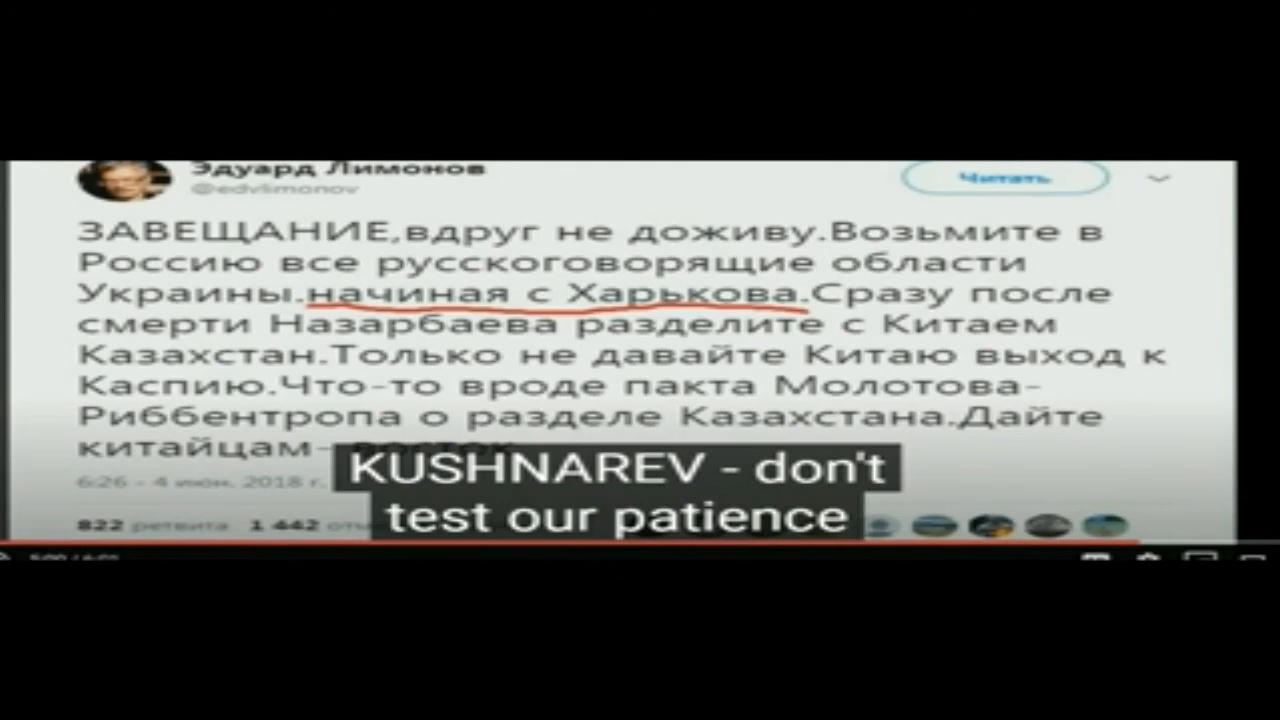 Эдуард Лимонов
@edvlimonov
Читать
ЗАВЕЩАНИЕ,вдруг не доживу.Возьмите в
Россию все русскоговорящие области
Украины.начиная с Харькова.Сразу после
смерти Назарбаева разделите с Китаем
Казахстан.Только не давайте Китаю выход к
Каспию.Что-то вроде пакта Молотова-
Риббентропа о разделе Казахстана.Дайте
китайцам-
KUSHNAREV - don't
6:26 - 4 июн. 2018 г.
test our patience
822 ретвита 1 442